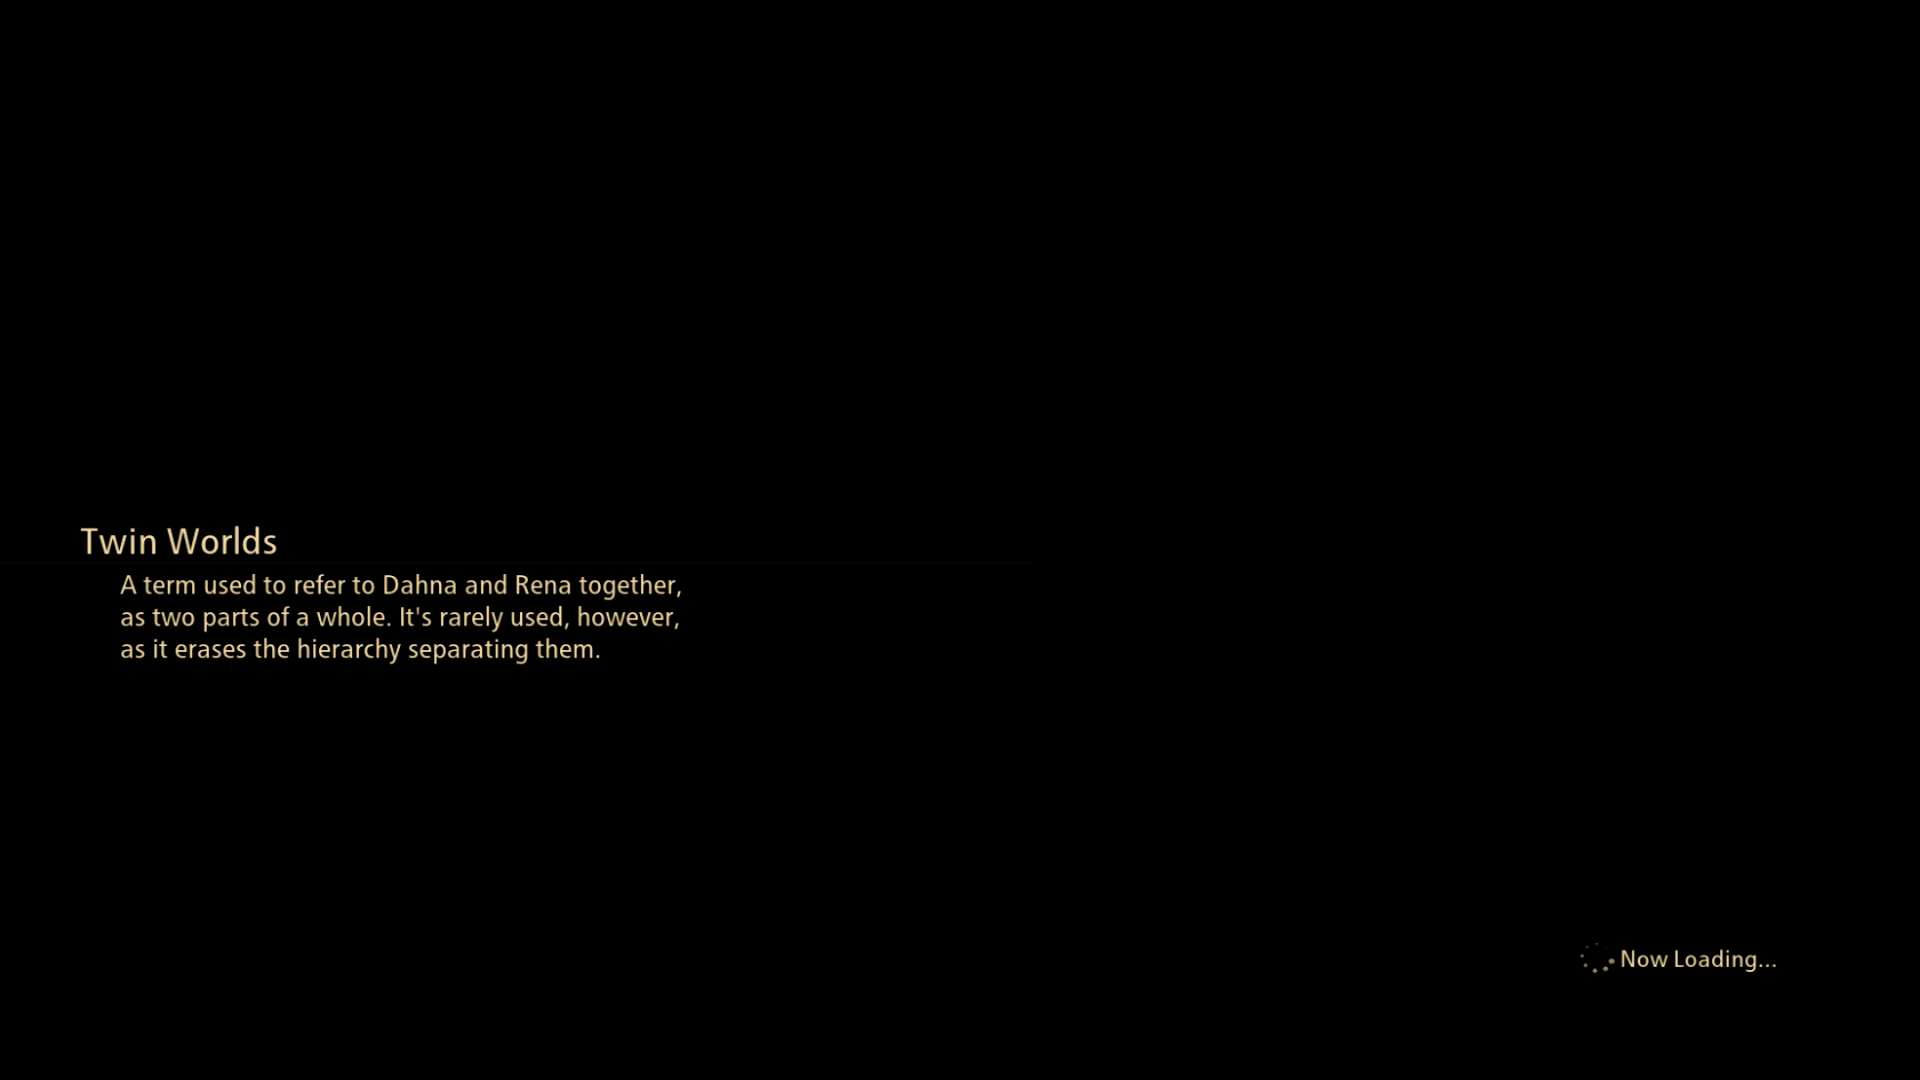 Twin Worlds
A term used to refer to Dahna and Rena together,
as two parts of a whole. It's rarely used, however,
as it erases the hierarchy separating them.
Now Loading...